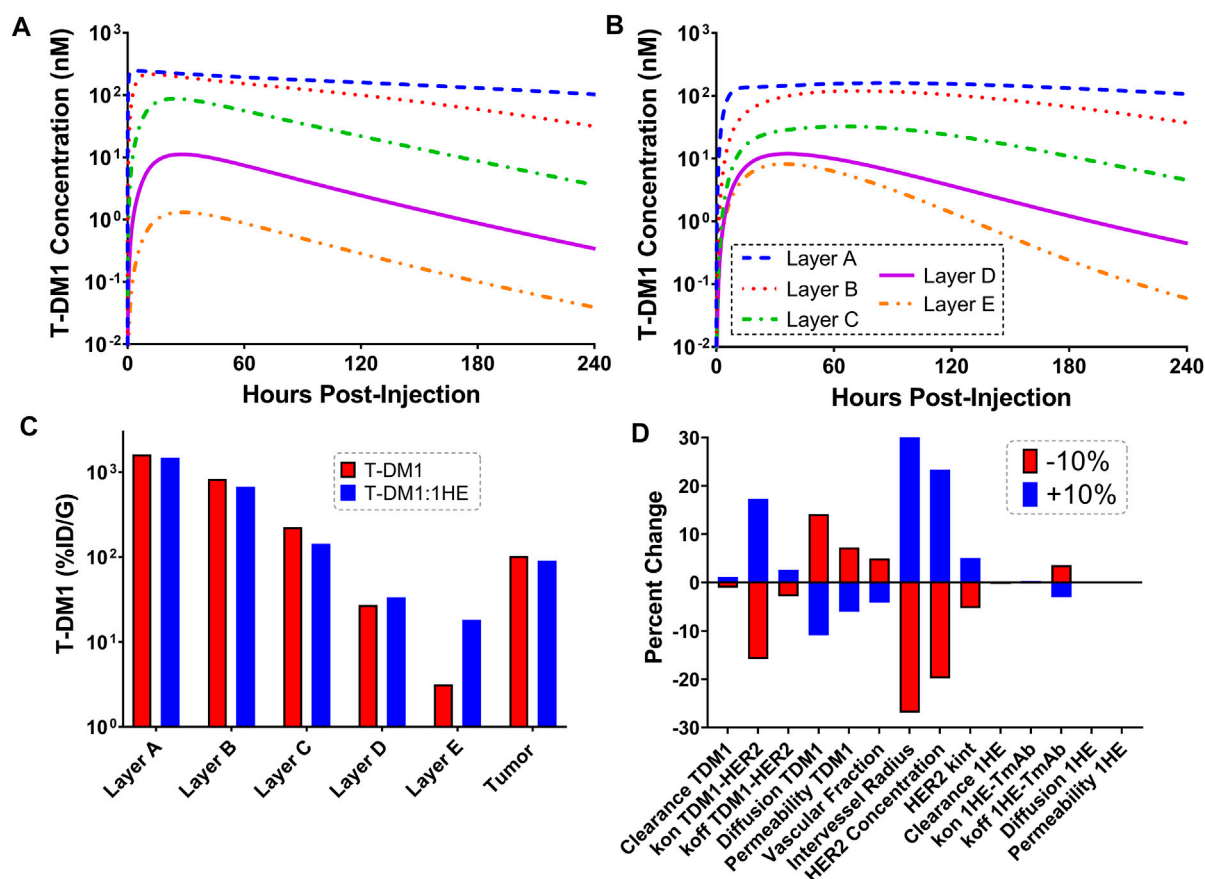 A
T-DM1 Concentration (nM)
10³
10²
10¹
10⁰
10⁻¹
10⁻²
0 60 120 180 240
Hours Post-Injection
B
T-DM1 Concentration (nM)
10³
10²
10¹
10⁰
10⁻¹
10⁻²
Layer A
Layer B
Layer C
Layer D
Layer E
0 60 120 180 240
Hours Post-Injection
C
T-DM1 (%ID/G)
10³
10²
10¹
10⁰
T-DM1
T-DM1:1HE
Layer A
Layer B
Layer C
Layer D
Layer E
Tumor
D
Percent Change
30
20
10
0
-10
-20
-30
-10%
+10%
Clearance TDM1
kon TDM1-HER2
koff TDM1-HER2
Diffusion TDM1
Permeability TDM1
Vascular Fraction
Intervessel Radius
HER2 Concentration
HER2 kint
Clearance 1HE
kon 1HE-TmAb
koff 1HE-TmAb
Diffusion 1HE
Permeability 1HE